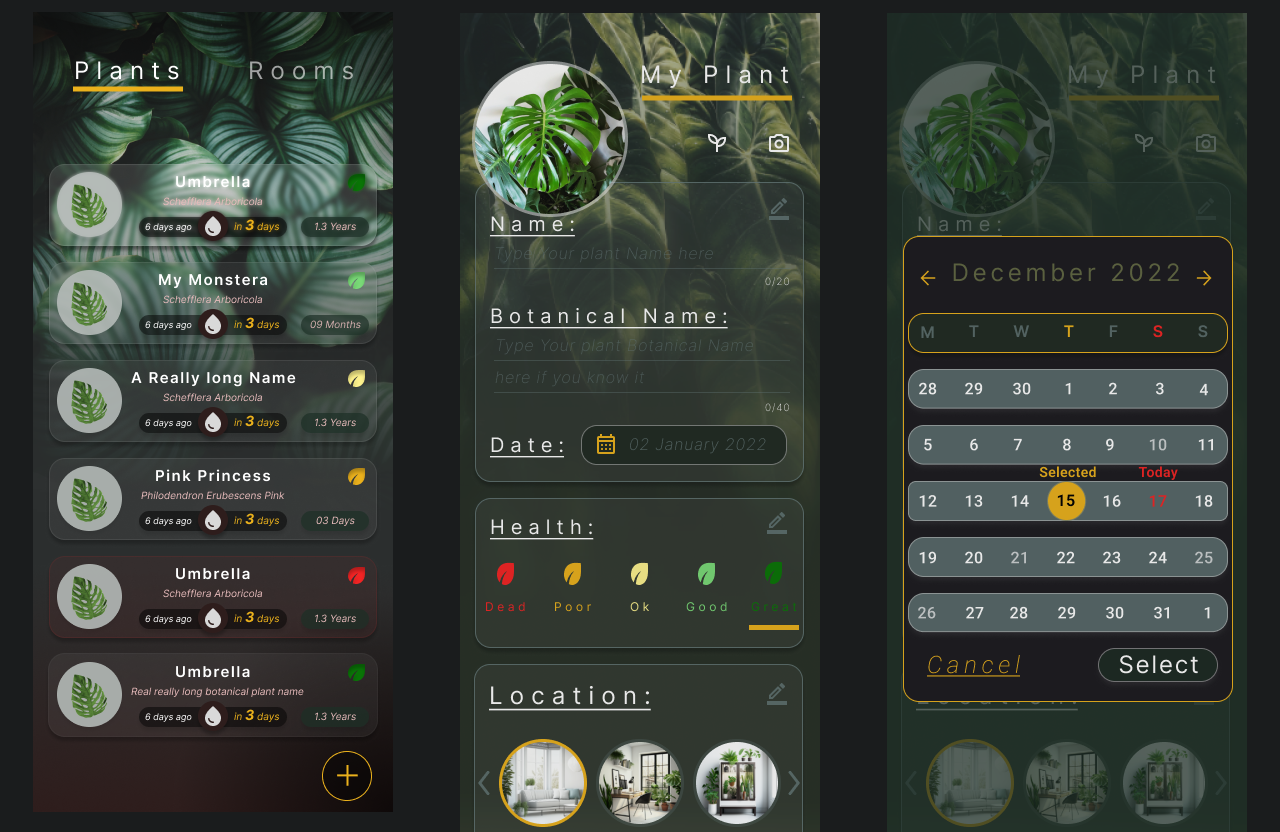 Plants Rooms
Umbrella
Schefflera Arboricola
6 days ago in 3 days 1.3 Years
My Monstera
Schefflera Arboricola
6 days ago in 3 days 09 Months
A Really long Name
Schefflera Arboricola
6 days ago in 3 days 1.3 Years
Pink Princess
Philodendron Erubescens Pink
6 days ago in 3 days 03 Days
Umbrella
Schefflera Arboricola
6 days ago in 3 days 1.3 Years
Umbrella
Real really long botanical plant name
6 days ago in 3 days 1.3 Years
My Plant
Name:
Type Your plant Name here
0/20
Botanical Name:
Type Your plant Botanical Name
here if you know it
0/40
Date: 02 January 2022
Health:
Dead Poor Ok Good Great
Location:
My Plant
Name:
December 2022
M T W T F S S
28 29 30 1 2 3 4
5 6 7 8 9 10 11
Selected Today
12 13 14 15 16 17 18
19 20 21 22 23 24 25
26 27 28 29 30 31 1
Cancel Select
Location: